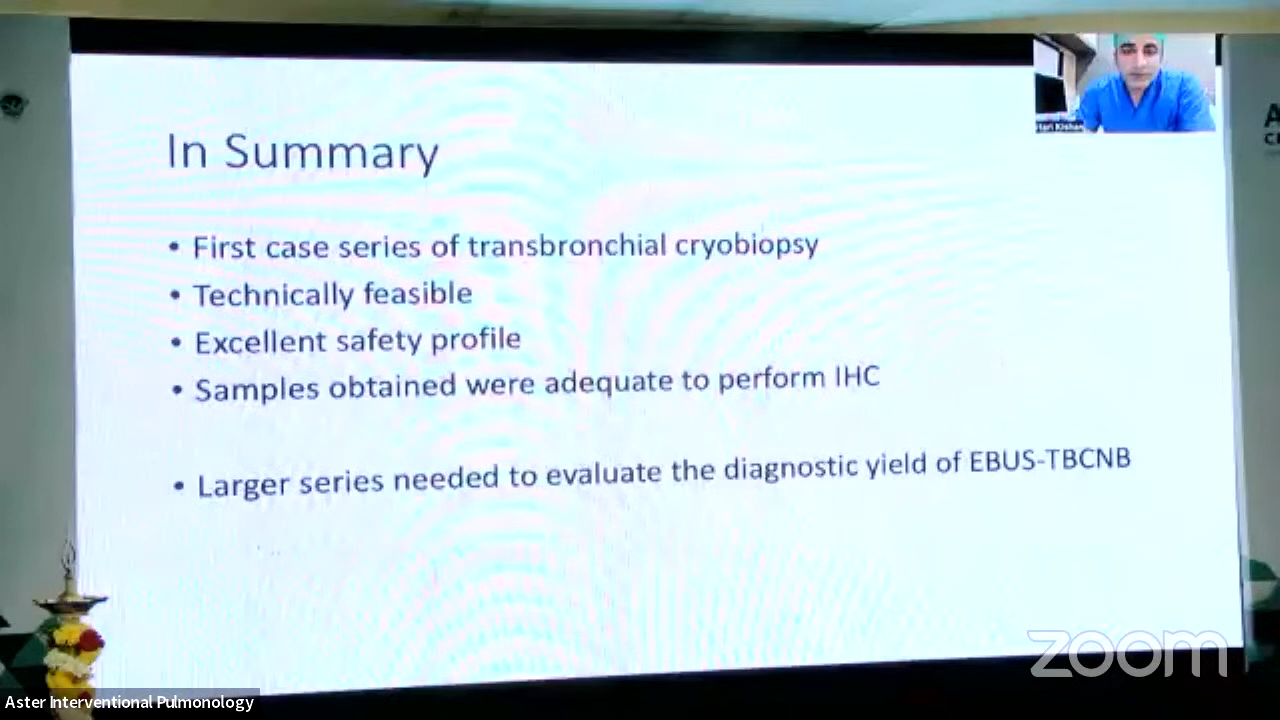 In Summary
• First case series of transbronchial cryobiopsy
• Technically feasible
• Excellent safety profile
• Samples obtained were adequate to perform IHC
• Larger series needed to evaluate the diagnostic yield of EBUS-TBCNB
zoom
Aster Interventional Pulmonology